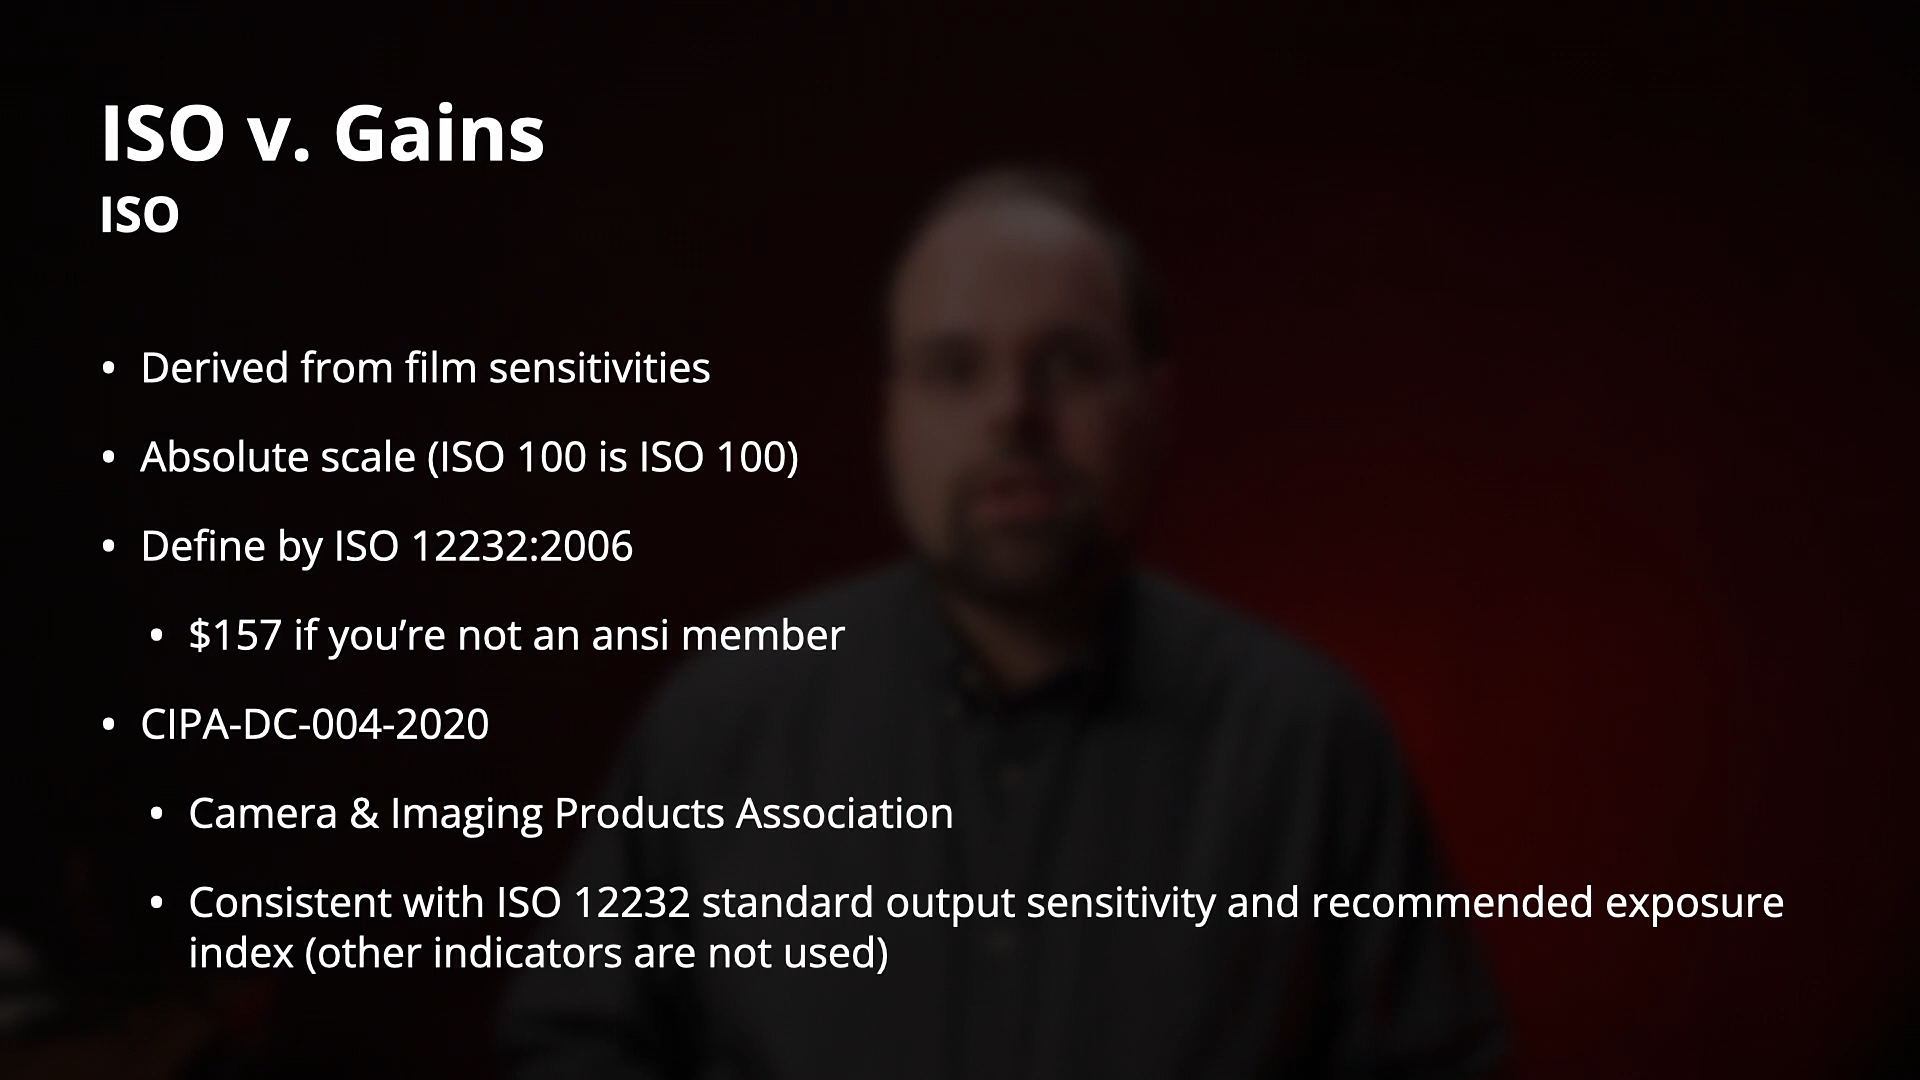 ISO v. Gains
ISO
• Derived from film sensitivities
• Absolute scale (ISO 100 is ISO 100)
• Define by ISO 12232:2006
• $157 if you’re not an ansi member
• CIPA-DC-004-2020
• Camera & Imaging Products Association
• Consistent with ISO 12232 standard output sensitivity and recommended exposure
index (other indicators are not used)